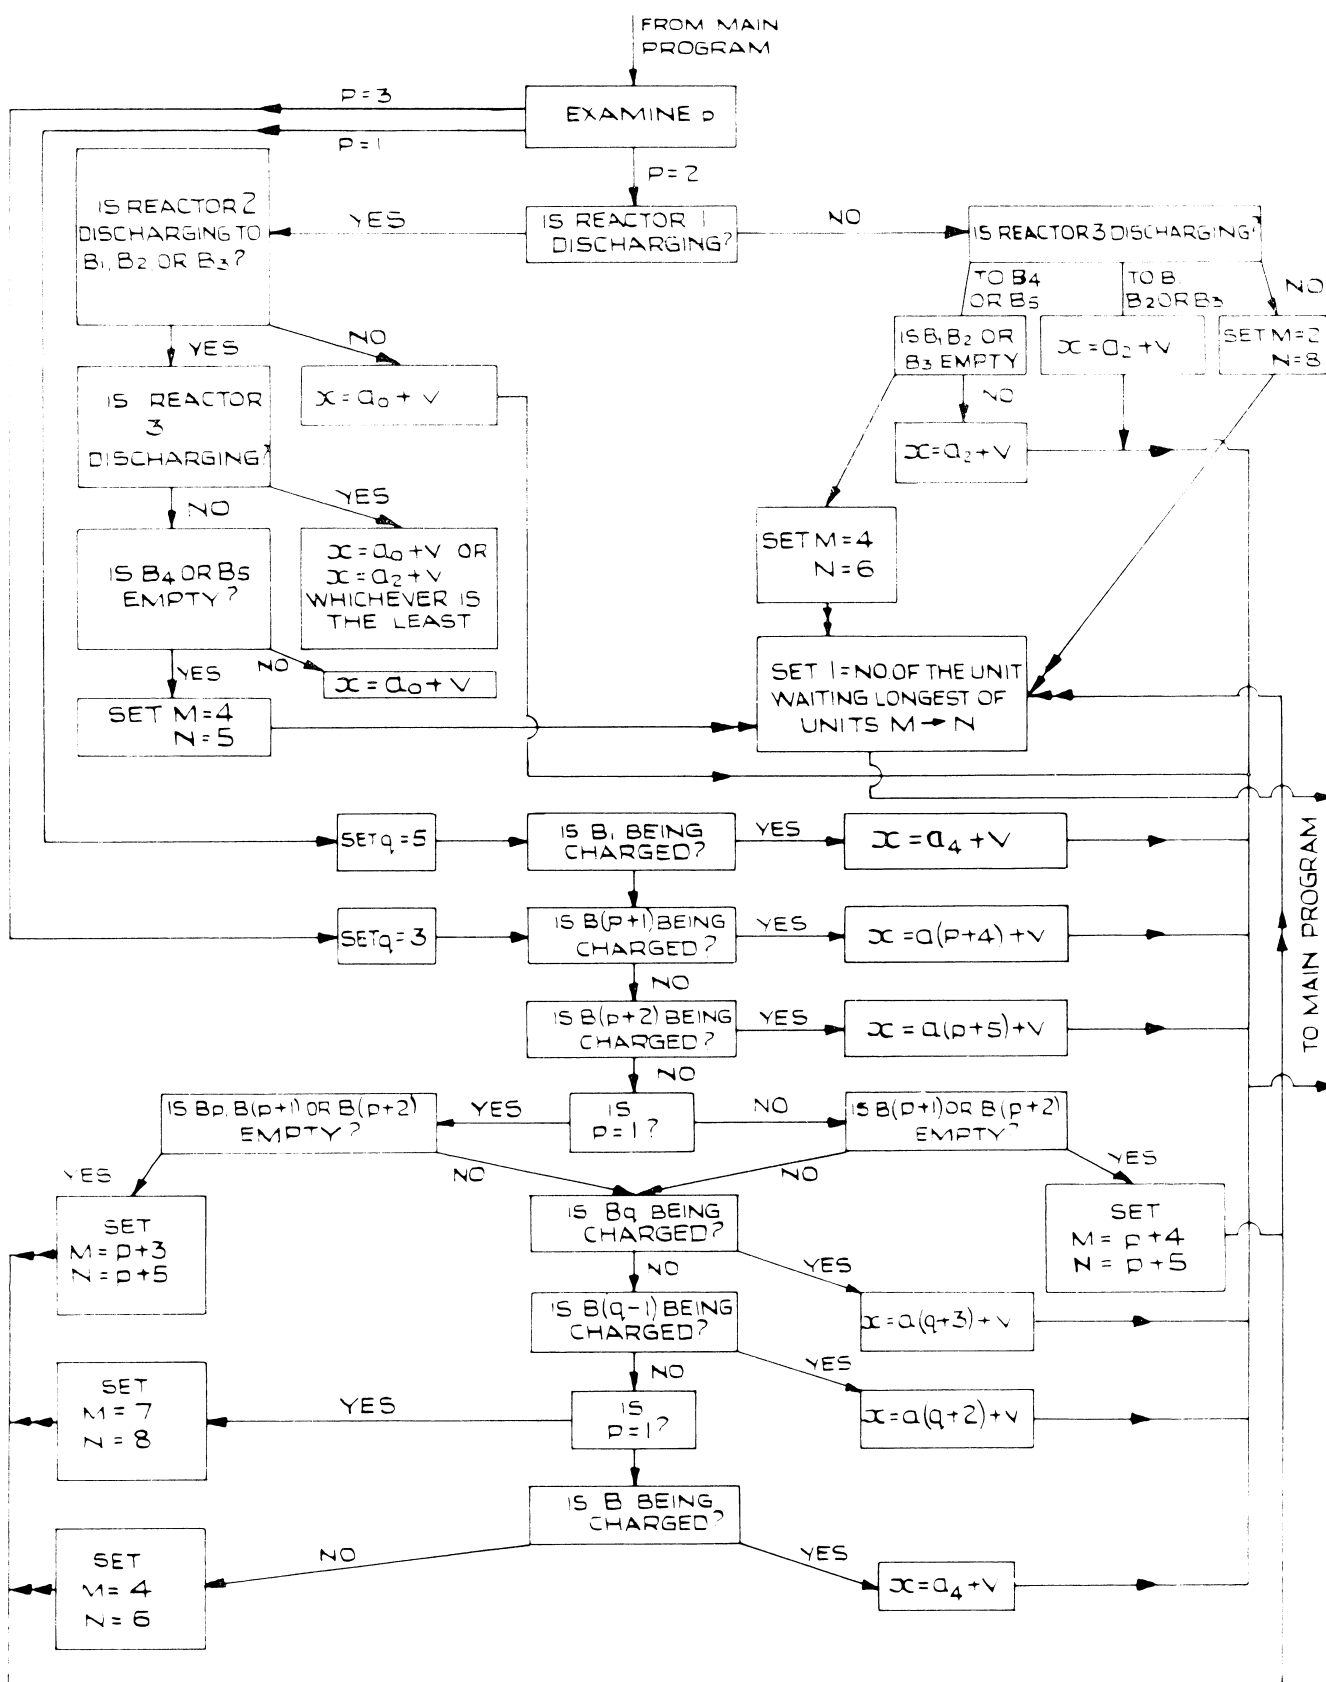 FROM MAIN
PROGRAM
P=3
EXAMINE p
P=1
P=2
IS REACTOR 2
DISCHARGING TO
B1, B2 OR B3?
YES
IS REACTOR 1
DISCHARGING?
NO
IS REACTOR 3 DISCHARGING?
TO B4
OR B5
TO B1
B2 OR B3
NO
YES
NO
IS B1 B2 OR
B3 EMPTY
x=a2+v
SET M=2
N=8
IS REACTOR
3
DISCHARGING?
x=a0+v
NO
x=a2+v
NO
YES
IS B4 OR B5
EMPTY?
x=a0+v OR
x=a2+v
WHICHEVER IS
THE LEAST
SET M=4
N=6
YES
NO
x=a0+v
SET M=4
N=5
SET 1=NO. OF THE UNIT
WAITING LONGEST OF
UNITS M→N
SET q=5
IS B1 BEING
CHARGED?
YES
x=a4+v
SET q=3
IS B(p+1) BEING
CHARGED?
YES
x=a(p+4)+v
NO
IS B(p+2) BEING
CHARGED?
YES
x=a(p+5)+v
TO MAIN PROGRAM
NO
IS Bp, B(p+1) OR B(p+2)
EMPTY?
YES
IS
p=1?
NO
IS B(p+1) OR B(p+2)
EMPTY?
YES
NO
NO
YES
SET
M=p+3
N=p+5
IS Bq BEING
CHARGED?
SET
M=p+4
N=p+5
NO
YES
IS B(q-1) BEING
CHARGED?
x=a(q+3)+v
NO
YES
SET
M=7
N=8
YES
IS
p=1?
x=a(q+2)+v
IS B BEING
CHARGED?
NO
YES
SET
M=4
N=6
x=a4+v